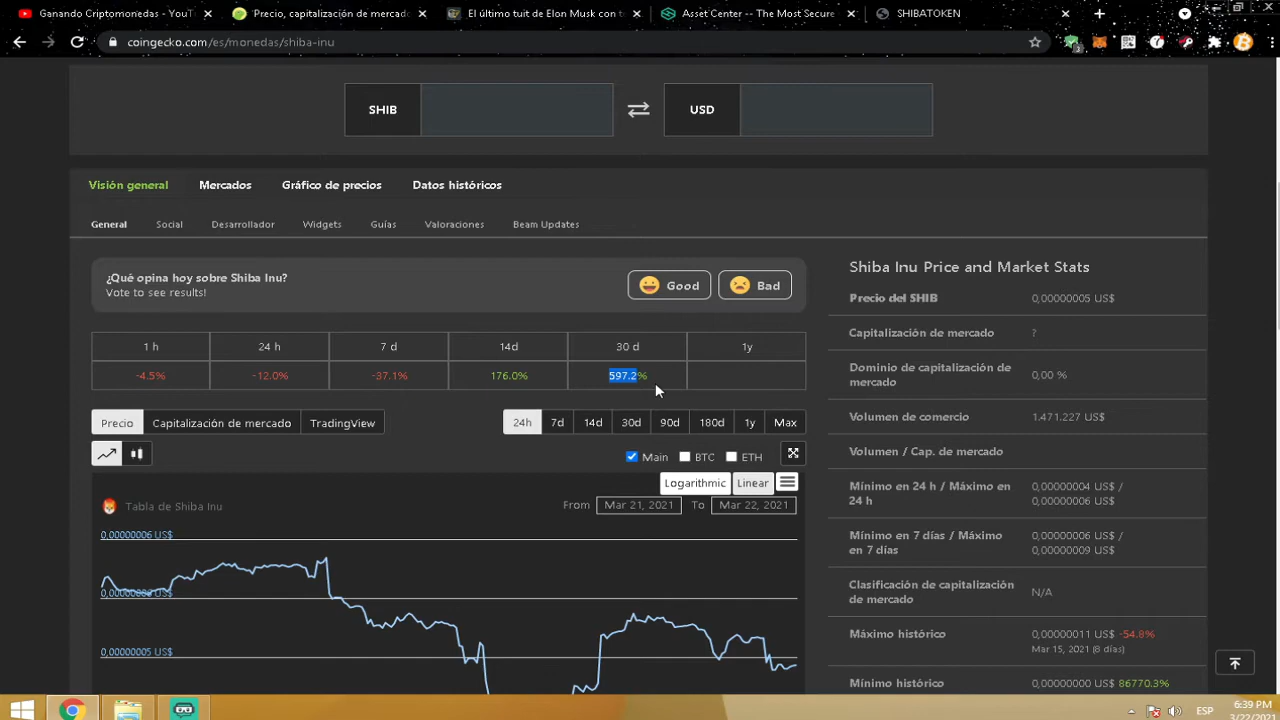 Ganando Criptomonedas - YouT
Precio, capitalización de mercado
El último tuit de Elon Musk con t
Asset Center -- The Most Secure
SHIBATOKEN
coingecko.com/es/monedas/shiba-inu
3
SHIB
USD
Visión general
Mercados
Gráfico de precios
Datos históricos
General
Social
Desarrollador
Widgets
Guías
Valoraciones
Beam Updates
¿Qué opina hoy sobre Shiba Inu?
Vote to see results!
Good
Bad
1 h
24 h
7 d
14d
30 d
1y
-4.5%
-12.0%
-37.1%
176.0%
597.2%
Precio
Capitalización de mercado
TradingView
24h
7d
14d
30d
90d
180d
1y
Max
Main
BTC
ETH
Logarithmic
Linear
Tabla de Shiba Inu
From
Mar 21, 2021
To
Mar 22, 2021
0,00000006 US$
0,00000005 US$
Shiba Inu Price and Market Stats
Precio del SHIB
0,00000005 US$
Capitalización de mercado
?
Dominio de capitalización de
mercado
0,00 %
Volumen de comercio
1.471.227 US$
Volumen / Cap. de mercado
Mínimo en 24 h / Máximo en
24 h
0,00000004 US$ /
0,00000006 US$
Mínimo en 7 días / Máximo
en 7 días
0,00000006 US$ /
0,00000009 US$
Clasificación de capitalización
de mercado
N/A
Máximo histórico
0,00000011 US$ -54.8%
Mar 15, 2021 (8 días)
Mínimo histórico
0,00000000 US$ 86770.3%
ESP
6:39 PM
3/22/2021